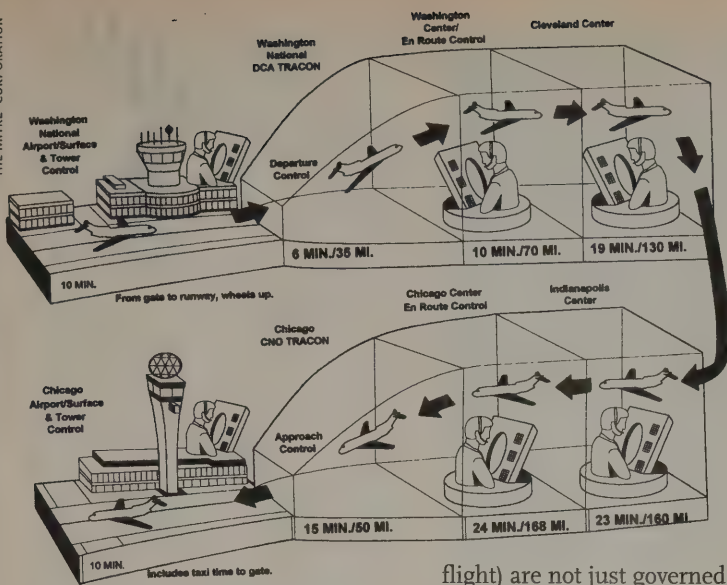 THE MITRE CORPORATION
Washington
National
DCA TRACON
Washington
Center/
En Route Control
Cleveland Center
Washington
National
Airport/Surface
& Tower
Control
Departure
Control
6 MIN./35 MI.
10 MIN./70 MI.
19 MIN./130 MI.
10 MIN.
From gate to runway, wheels up.
Chicago
CNO TRACON
Chicago Center
En Route Control
Indianapolis
Center
Chicago
Airport/Surface
& Tower
Control
Approach
Control
15 MIN./50 MI.
24 MIN./168 MI.
23 MIN./160 MI.
10 MIN.
Includes taxi time to gate.
flight) are not just governed